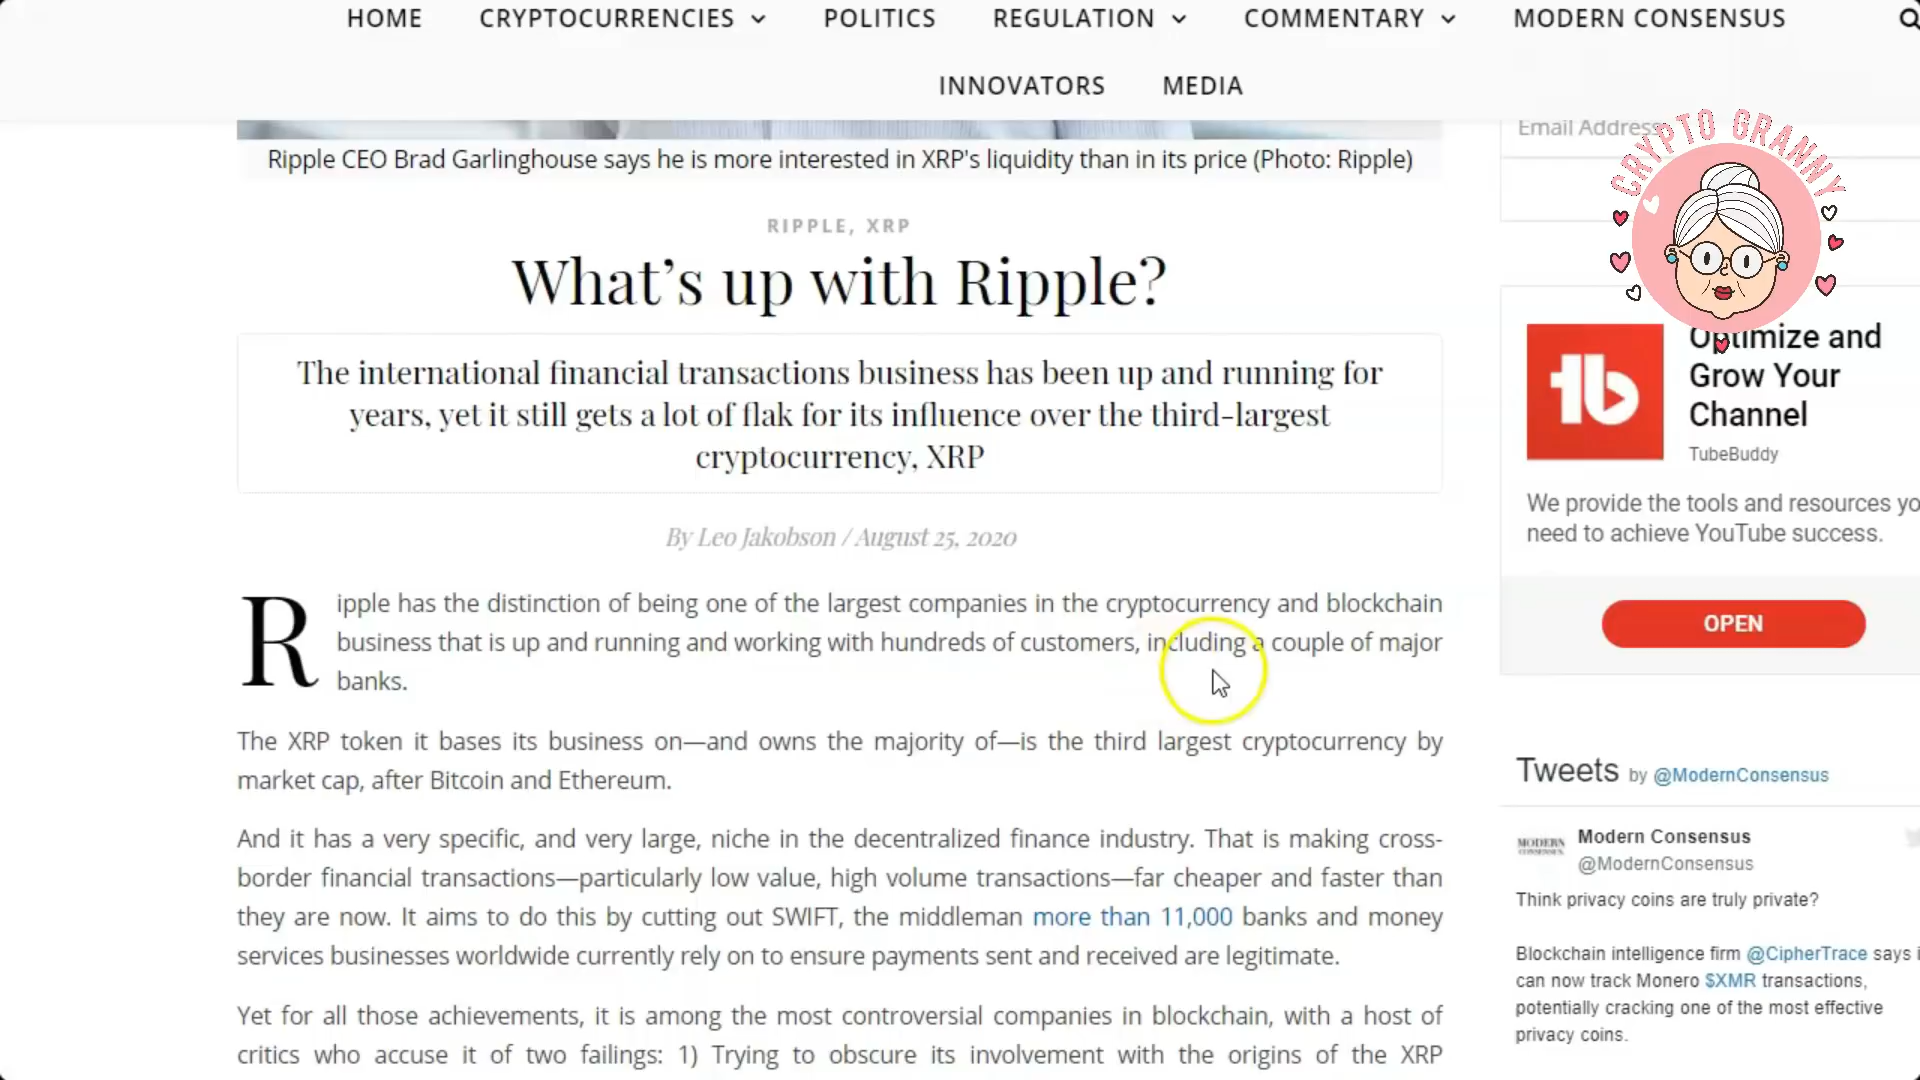 HOME CRYPTOCURRENCIES POLITICS REGULATION COMMENTARY MODERN CONSENSUS
INNOVATORS MEDIA
Ripple CEO Brad Garlinghouse says he is more interested in XRP's liquidity than in its price (Photo: Ripple)
RIPPLE, XRP
What's up with Ripple?
The international financial transactions business has been up and running for
years, yet it still gets a lot of flak for its influence over the third-largest
cryptocurrency, XRP
By Leo Jakobson / August 25, 2020
Ripple has the distinction of being one of the largest companies in the cryptocurrency and blockchain
business that is up and running and working with hundreds of customers, including a couple of major
banks.
The XRP token it bases its business on—and owns the majority of—is the third largest cryptocurrency by
market cap, after Bitcoin and Ethereum.
And it has a very specific, and very large, niche in the decentralized finance industry. That is making cross-
border financial transactions—particularly low value, high volume transactions—far cheaper and faster than
they are now. It aims to do this by cutting out SWIFT, the middleman more than 11,000 banks and money
services businesses worldwide currently rely on to ensure payments sent and received are legitimate.
Yet for all those achievements, it is among the most controversial companies in blockchain, with a host of
critics who accuse it of two failings: 1) Trying to obscure its involvement with the origins of the XRP
Email Address
CRYPTO GRANNY
Optimize and
Grow Your
Channel
TubeBuddy
We provide the tools and resources yo
need to achieve YouTube success.
OPEN
Tweets by @ModernConsensus
MODERN
CONSENSUS
Modern Consensus
@ModernConsensus
Think privacy coins are truly private?
Blockchain intelligence firm @CipherTrace says i
can now track Monero $XMR transactions,
potentially cracking one of the most effective
privacy coins.